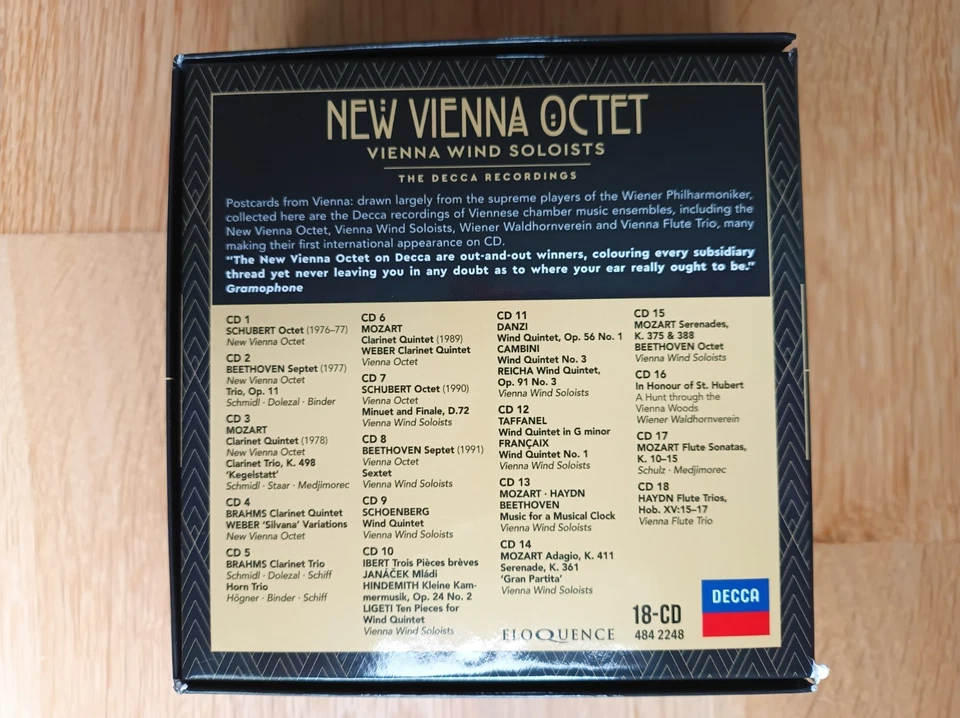 NEW VIENNA OCTET
VIENNA WIND SOLOISTS
THE DECCA RECORDINGS
Postcards from Vienna: drawn largely from the supreme players of the Wiener Philharmoniker,
collected here are the Decca recordings of Viennese chamber music ensembles, including the
New Vienna Octet, Vienna Wind Soloists, Wiener Waldhornverein and Vienna Flute Trio, many
making their first international appearance on CD.
“The New Vienna Octet on Decca are out-and-out winners, colouring every subsidiary
thread yet never leaving you in any doubt as to where your ear really ought to be.”
Gramophone
CD 1
SCHUBERT Octet (1976–77)
New Vienna Octet
CD 2
BEETHOVEN Septet (1977)
New Vienna Octet
Trio, Op. 11
Schmidl · Dolezal · Binder
CD 3
MOZART
Clarinet Quintet (1978)
New Vienna Octet
Clarinet Trio, K. 498
‘Kegelstatt’
Schmidl · Staar · Medjimorec
CD 4
BRAHMS Clarinet Quintet
WEBER ‘Silvana’ Variations
New Vienna Octet
CD 5
BRAHMS Clarinet Trio
Schmidl · Dolezal · Schiff
Horn Trio
Högner · Binder · Schiff
CD 6
MOZART
Clarinet Quintet (1989)
WEBER Clarinet Quintet
Vienna Octet
CD 7
SCHUBERT Octet (1990)
Vienna Octet
Minuet and Finale, D.72
Vienna Wind Soloists
CD 8
BEETHOVEN Septet (1991)
Vienna Octet
Sextet
Vienna Wind Soloists
CD 9
SCHOENBERG
Wind Quintet
CD 10
IBERT Trois Pièces brèves
JANÁČEK Mládi
HINDEMITH Kleine Kam-
mermusik, Op. 24 No. 2
LIGETI Ten Pieces for
Wind Quintet
Vienna Wind Soloists
CD 11
DANZI
Wind Quintet, Op. 56 No. 1
CAMBINI
Wind Quintet No. 3
REICHA Wind Quintet,
Op. 91 No. 3
Vienna Wind Soloists
CD 12
TAFFANEL
Wind Quintet in G minor
FRANÇAIX
Wind Quintet No. 1
Vienna Wind Soloists
CD 13
MOZART · HAYDN
BEETHOVEN
Music for a Musical Clock
Vienna Wind Soloists
CD 14
MOZART Adagio, K. 411
Serenade, K. 361
‘Gran Partita’
Vienna Wind Soloists
CD 15
MOZART Serenades,
K. 375 & 388
BEETHOVEN Octet
Vienna Wind Soloists
CD 16
In Honour of St. Hubert
A Hunt through the
Vienna Woods
Wiener Waldhornverein
CD 17
MOZART Flute Sonatas,
K. 10–15
Schulz · Medjimorec
CD 18
HAYDN Flute Trios,
Hob. XV:15–17
Vienna Flute Trio
ELOQUENCE
18-CD
484 2248
DECCA